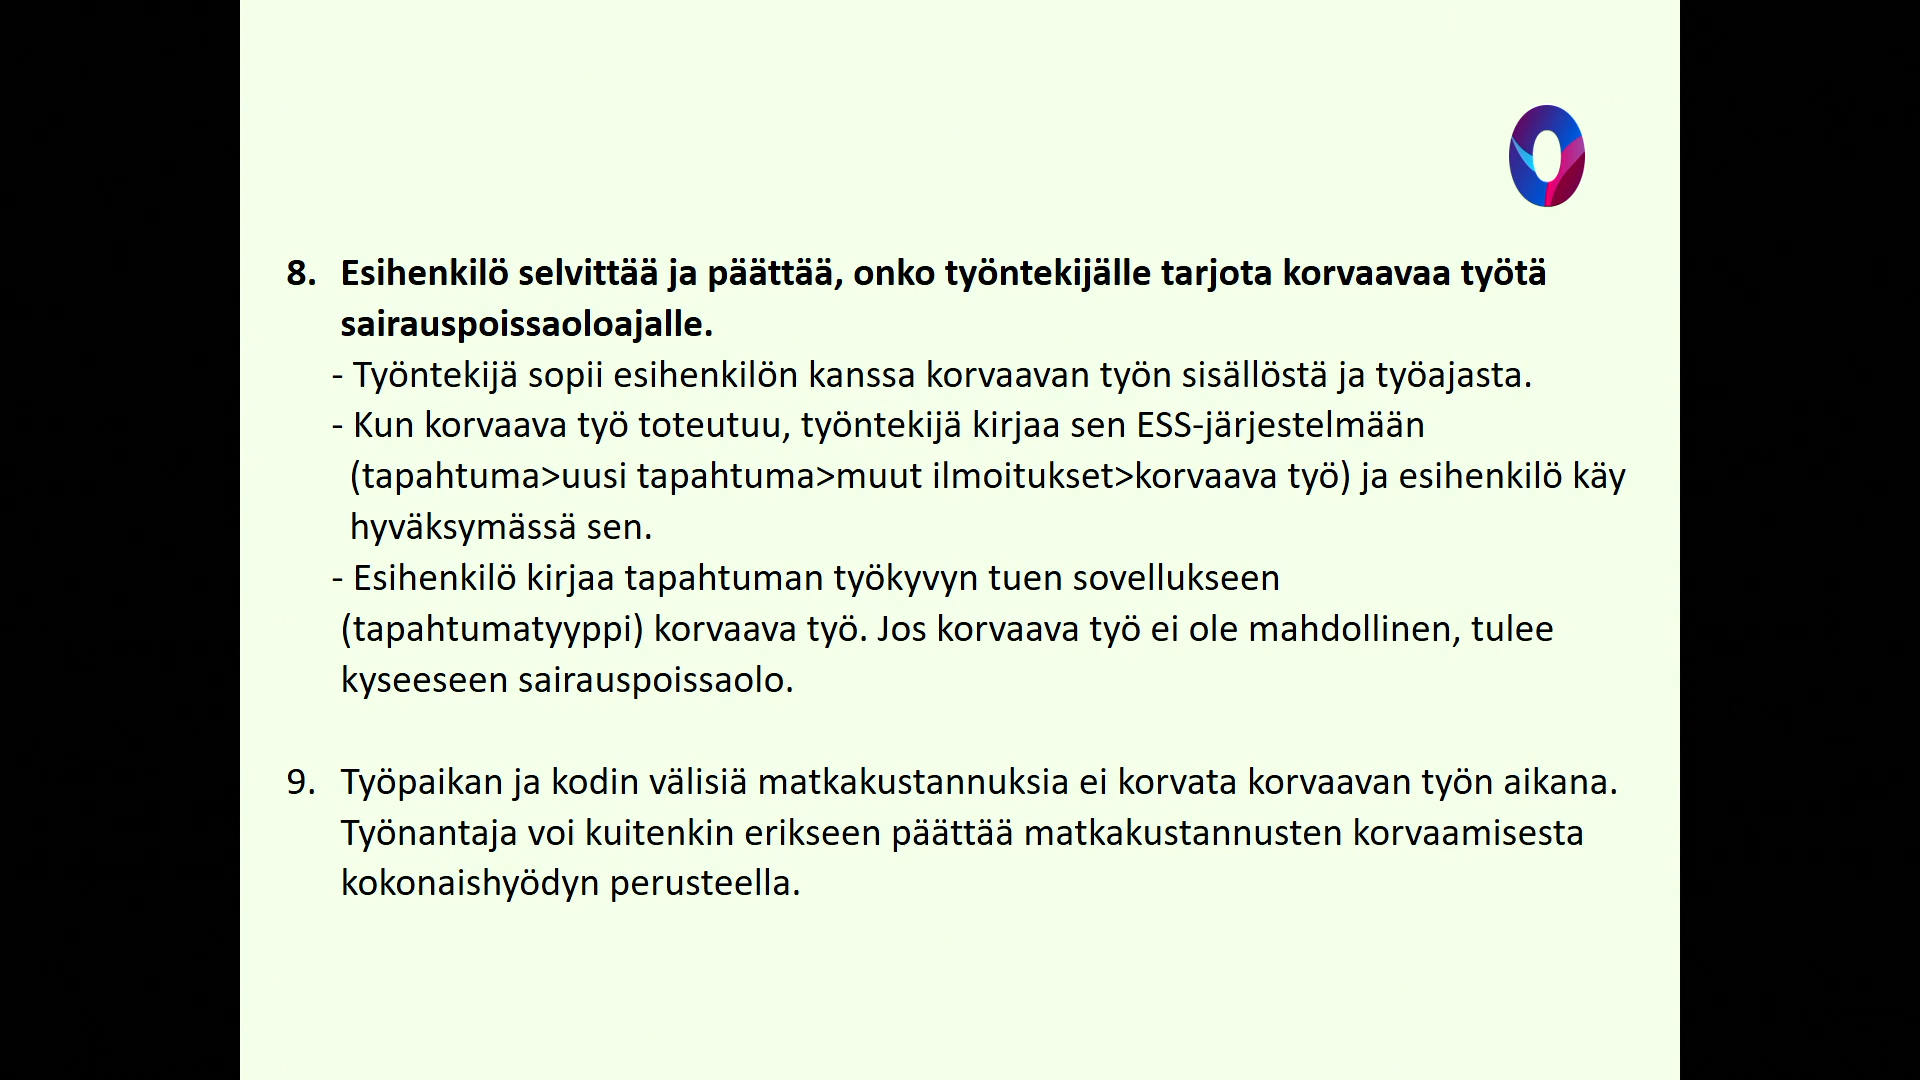 8. Esihenkilö selvittää ja päättää, onko työntekijälle tarjota korvaavaa työtä
sairauspoissaoloajalle.
- Työntekijä sopii esihenkilön kanssa korvaavan työn sisällöstä ja työajasta.
- Kun korvaava työ toteutuu, työntekijä kirjaa sen ESS-järjestelmään
(tapahtuma>uusi tapahtuma>muut ilmoitukset>korvaava työ) ja esihenkilö käy
hyväksymässä sen.
- Esihenkilö kirjaa tapahtuman työkyvyn tuen sovellukseen
(tapahtumatyyppi) korvaava työ. Jos korvaava työ ei ole mahdollinen, tulee
kyseeseen sairauspoissaolo.
9. Työpaikan ja kodin välisiä matkakustannuksia ei korvata korvaavan työn aikana.
Työnantaja voi kuitenkin erikseen päättää matkakustannusten korvaamisesta
kokonaishyödyn perusteella.